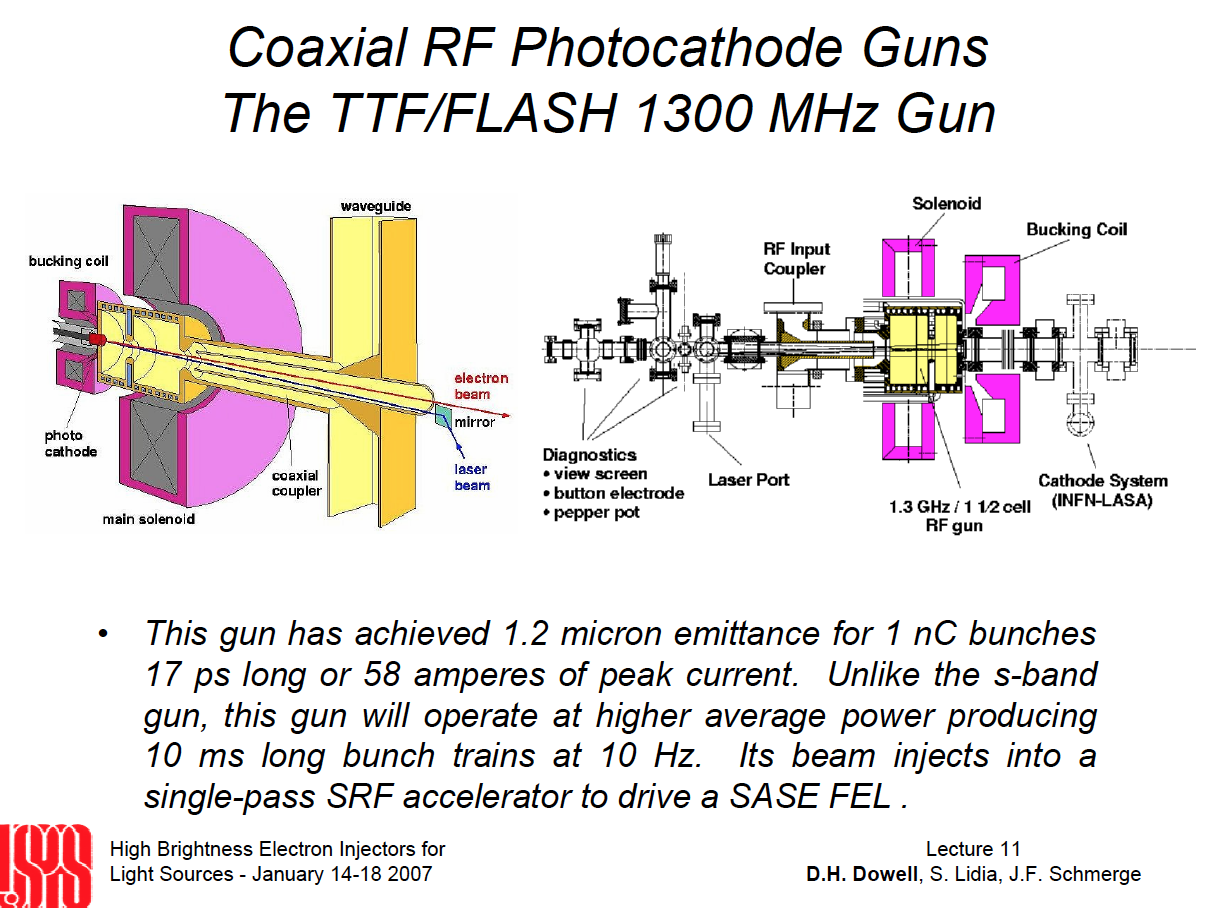 Coaxial RF Photocathode Guns
The TTF/FLASH 1300 MHz Gun
waveguide
bucking coil
electron
beam
mirror
laser
beam
photo
cathode
coaxial
coupler
main solenoid
Solenoid
Bucking Coil
RF Input
Coupler
Diagnostics
• view screen
• button electrode
• pepper pot
Laser Port
1.3 GHz / 1 1⁄2 cell
RF gun
Cathode System
(INFN-LASA)
• This gun has achieved 1.2 micron emittance for 1 nC bunches
17 ps long or 58 amperes of peak current. Unlike the s-band
gun, this gun will operate at higher average power producing
10 ms long bunch trains at 10 Hz. Its beam injects into a
single-pass SRF accelerator to drive a SASE FEL .
High Brightness Electron Injectors for
Light Sources - January 14-18 2007
Lecture 11
D.H. Dowell, S. Lidia, J.F. Schmerge